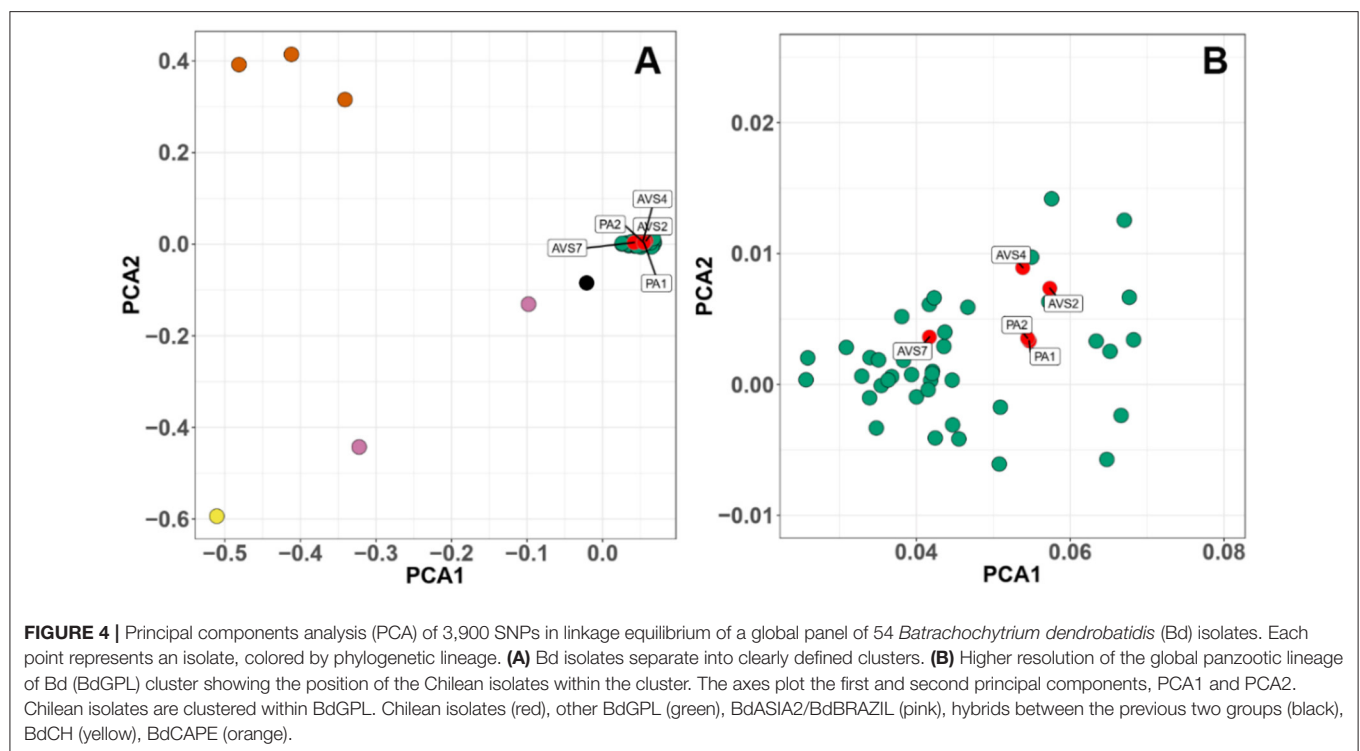 A
0.4
0.2
0.0
−0.2
−0.4
−0.6
PCA2
AVS4
PA2
AVS2
AVS7
PA1
−0.5 −0.4 −0.3 −0.2 −0.1 0.0
PCA1
B
0.02
0.01
0.00
−0.01
PCA2
AVS4
AVS2
PA2
AVS7
PA1
0.04 0.06 0.08
PCA1
FIGURE 4 | Principal components analysis (PCA) of 3,900 SNPs in linkage equilibrium of a global panel of 54 Batrachochytrium dendrobatidis (Bd) isolates. Each
point represents an isolate, colored by phylogenetic lineage. (A) Bd isolates separate into clearly defined clusters. (B) Higher resolution of the global panzootic lineage
of Bd (BdGPL) cluster showing the position of the Chilean isolates within the cluster. The axes plot the first and second principal components, PCA1 and PCA2.
Chilean isolates are clustered within BdGPL. Chilean isolates (red), other BdGPL (green), BdASIA2/BdBRAZIL (pink), hybrids between the previous two groups (black),
BdCH (yellow), BdCAPE (orange).